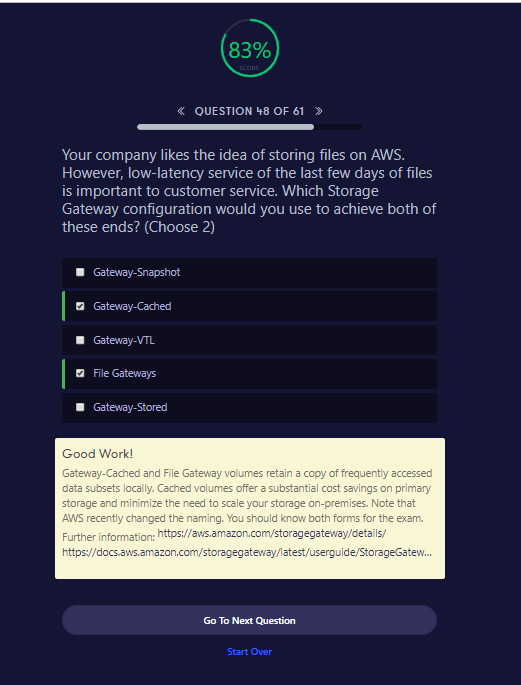 83%
SCORE
« QUESTION 48 OF 61 »
Your company likes the idea of storing files on AWS.
However, low-latency service of the last few days of files
is important to customer service. Which Storage
Gateway configuration would you use to achieve both of
these ends? (Choose 2)
Gateway-Snapshot
Gateway-Cached
Gateway-VTL
File Gateways
Gateway-Stored
Good Work!
Gateway-Cached and File Gateway volumes retain a copy of frequently accessed
data subsets locally. Cached volumes offer a substantial cost savings on primary
storage and minimize the need to scale your storage on-premises. Note that
AWS recently changed the naming. You should know both forms for the exam.
Further information: https://aws.amazon.com/storagegateway/details/
https://docs.aws.amazon.com/storagegateway/latest/userguide/StorageGatew...
Go To Next Question
Start Over